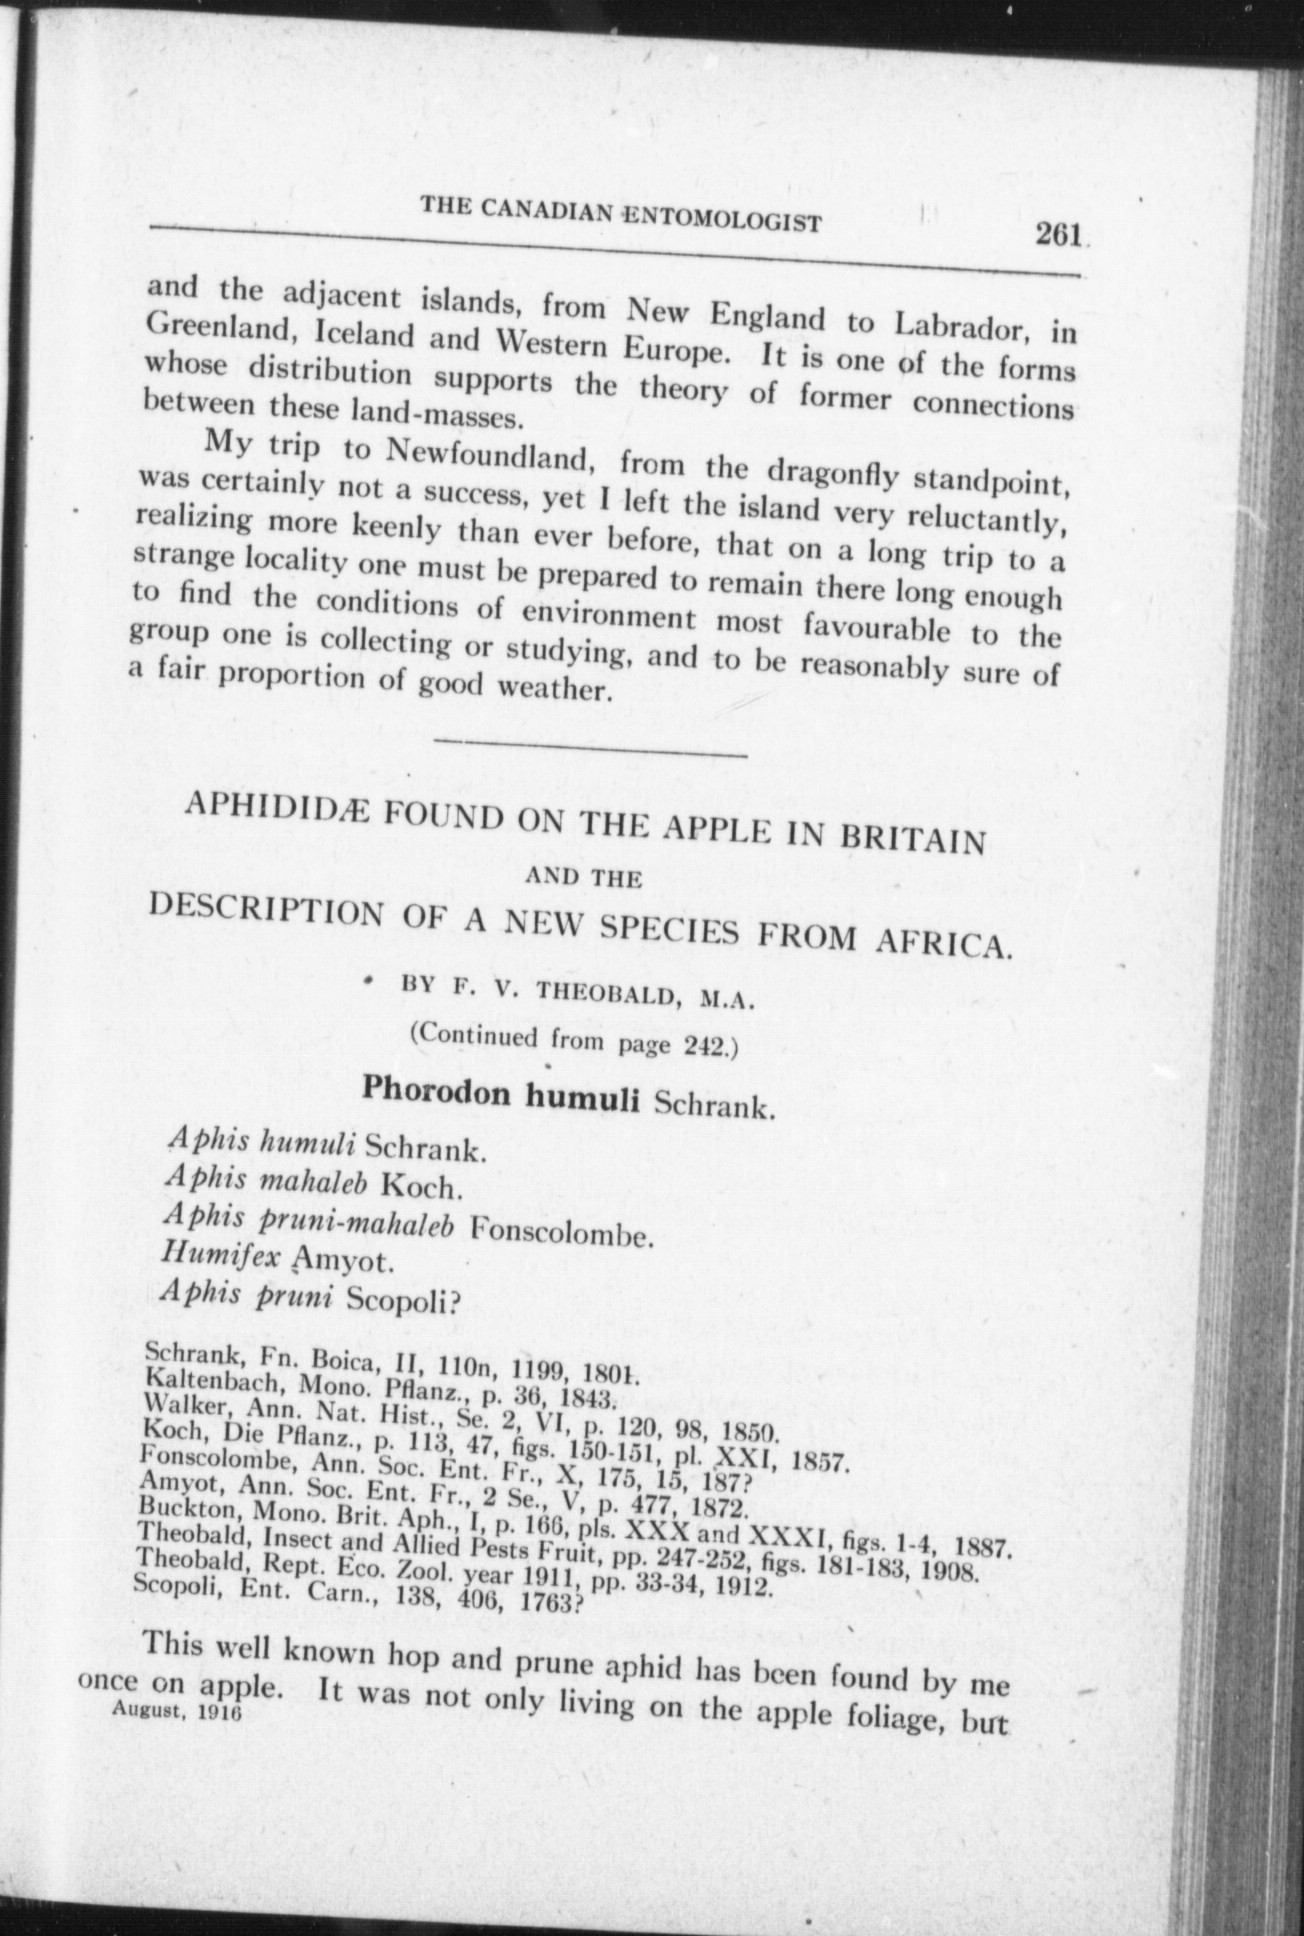 THE CANADIAN ENTOMOLOGIST 261
and the adjacent islands, from New England to Labrador, in
Greenland, Iceland and Western Europe. It is one of the forms
whose distribution supports the theory of former connections
between these land-masses.
My trip to Newfoundland, from the dragonfly standpoint,
was certainly not a success, yet I left the island very reluctantly,
realizing more keenly than ever before, that on a long trip to a
strange locality one must be prepared to remain there long enough
to find the conditions of environment most favourable to the
group one is collecting or studying, and to be reasonably sure of
a fair proportion of good weather.
APHIDIDÆ FOUND ON THE APPLE IN BRITAIN
AND THE
DESCRIPTION OF A NEW SPECIES FROM AFRICA.
BY F. V. THEOBALD, M.A.
(Continued from page 242.)
Phorodon humuli Schrank.
Aphis humuli Schrank.
Aphis mahaleb Koch.
Aphis pruni-mahaleb Fonscolombe.
Humifex Amyot.
Aphis pruni Scopoli?
Schrank, Fn. Boica, II, 110n, 1199, 1801.
Kaltenbach, Mono. Pflanz., p. 36, 1843.
Walker, Ann. Nat. Hist., Se. 2, VI, p. 120, 98, 1850.
Koch, Die Pflanz., p. 113, 47, figs. 150-151, pl. XXI, 1857.
Fonscolombe, Ann. Soc. Ent. Fr., X, 175, 15, 187?
Amyot, Ann. Soc. Ent. Fr., 2 Se., V, p. 477, 1872.
Buckton, Mono. Brit. Aph., I, p. 166, pls. XXX and XXXI, figs. 1-4, 1887.
Theobald, Insect and Allied Pests Fruit, pp. 247-252, figs. 181-183, 1908.
Theobald, Rept. Eco. Zool. year 1911, pp. 33-34, 1912.
Scopoli, Ent. Carn., 138, 406, 1763?
This well known hop and prune aphid has been found by me
once on apple. It was not only living on the apple foliage, but
August, 1916